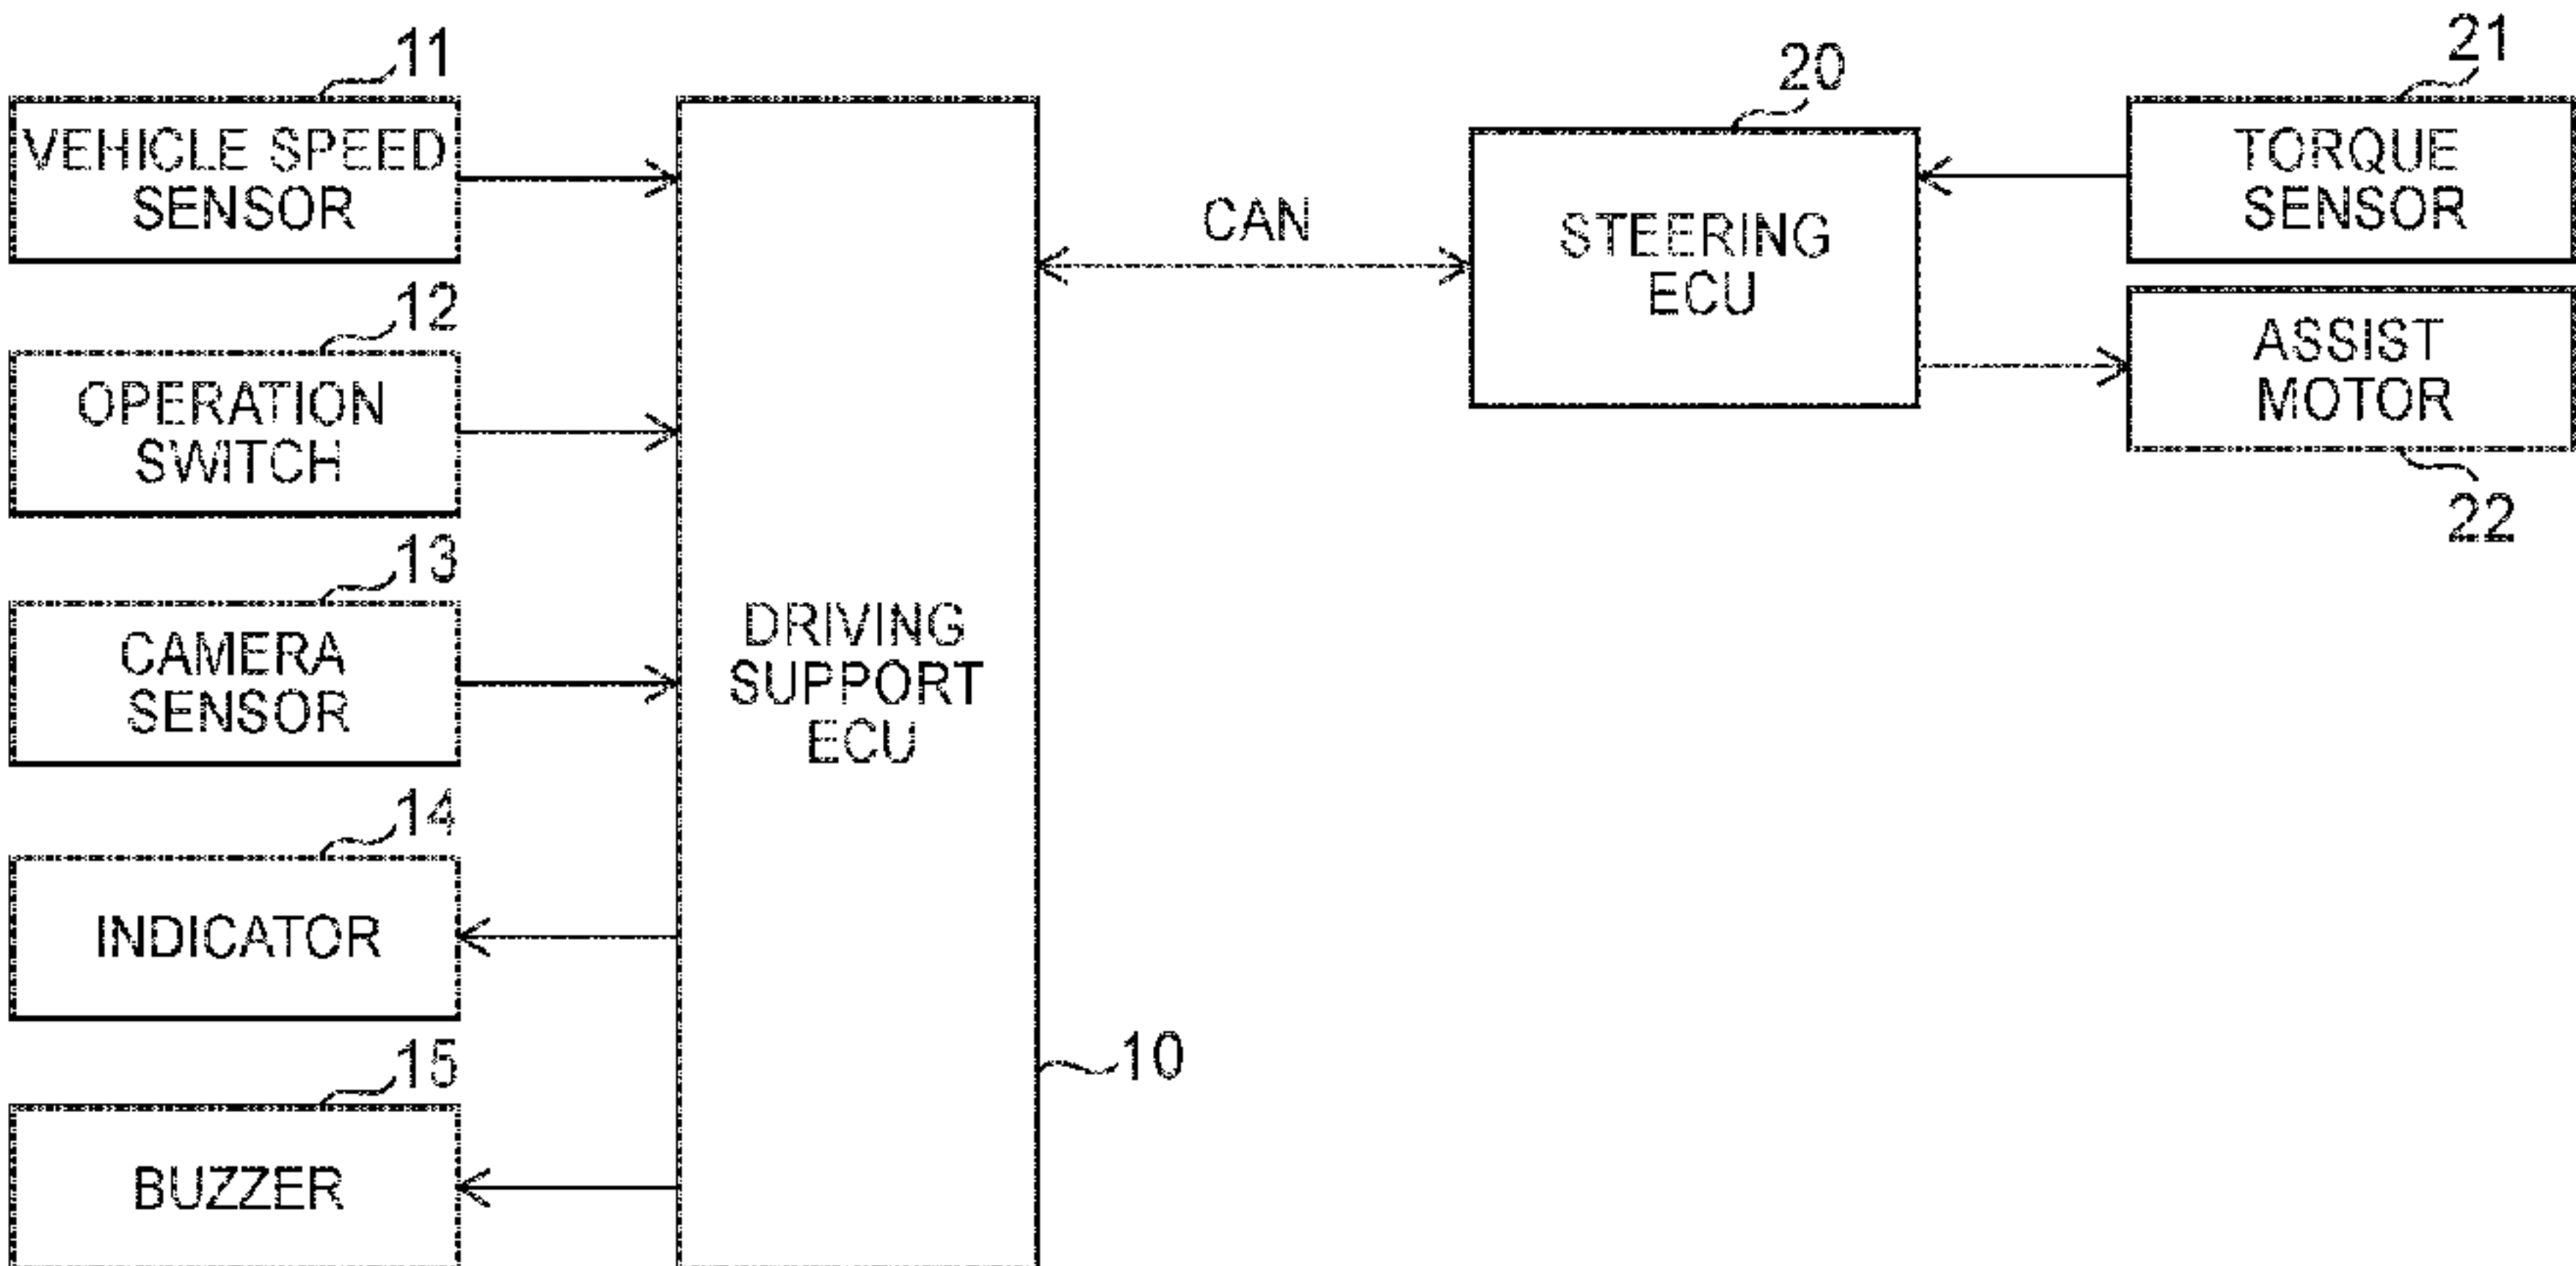 11
VEHICLE SPEED
SENSOR
12
OPERATION
SWITCH
13
CAMERA
SENSOR
14
INDICATOR
15
BUZZER
DRIVING
SUPPORT
ECU
10
CAN
20
STEERING
ECU
21
TORQUE
SENSOR
ASSIST
MOTOR
22